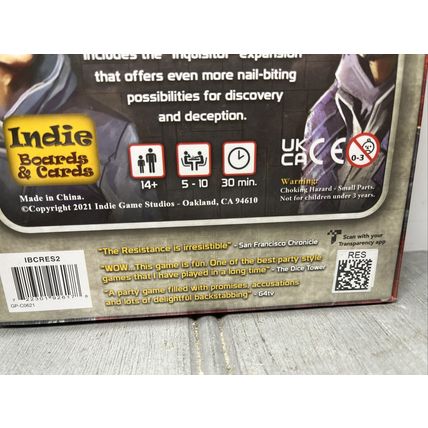 includes the "Inquisitor" expansion
that offers even more nail-biting
possibilities for discovery
and deception.
Indie
Boards
& Cards
14+
5 - 10
30 min.
UK
CA
CE
0-3
Made in China.
©Copyright 2021 Indie Game Studios - Oakland, CA 94610
Warning!
Choking Hazard - Small Parts.
Not for children under 3 years.
IBCRES2
GP-C0621
"The Resistance is irresistible" - San Francisco Chronicle
"WOW...This game is fun. One of the best party style
games that I have played in a long time" - The Dice Tower
"A party game filled with promises, accusations
and lots of delightful backstabbing" - G4tv
Scan with your
Transparency app
RES